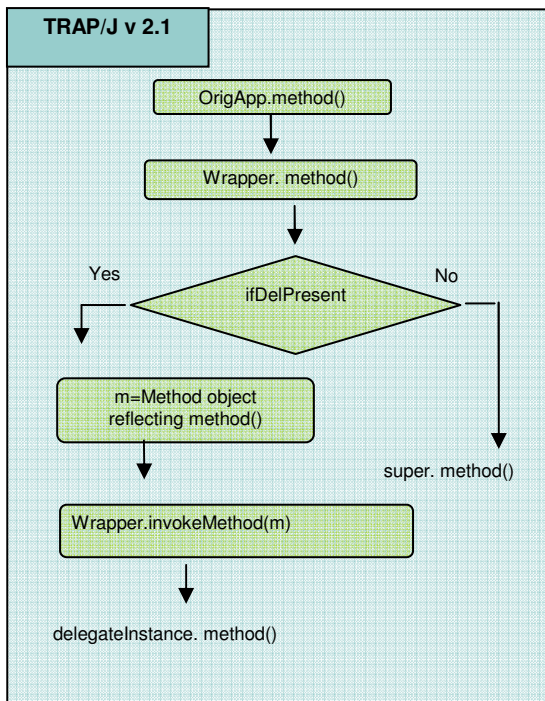 TRAP/J v 2.1
OrigApp.method()
Wrapper. method()
Yes
No
ifDelPresent
m=Method object
reflecting method()
super. method()
Wrapper.invokeMethod(m)
delegateInstance. method()